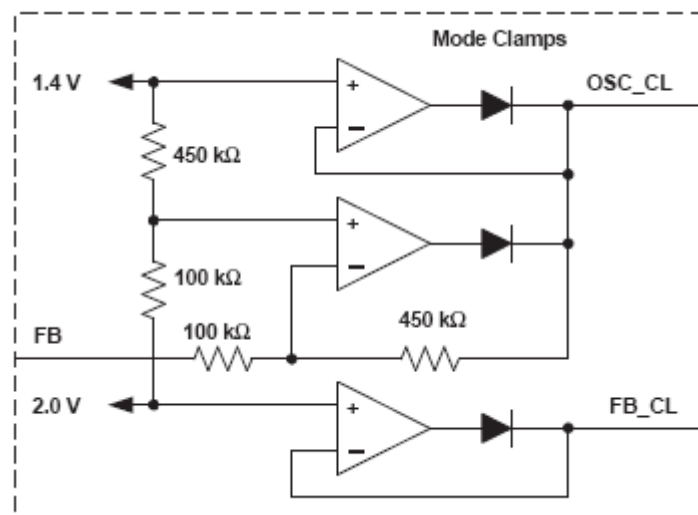 Mode Clamps
1.4 V
OSC_CL
+
−
450 kΩ
+
−
100 kΩ
FB
100 kΩ
450 kΩ
2.0 V
+
−
FB_CL